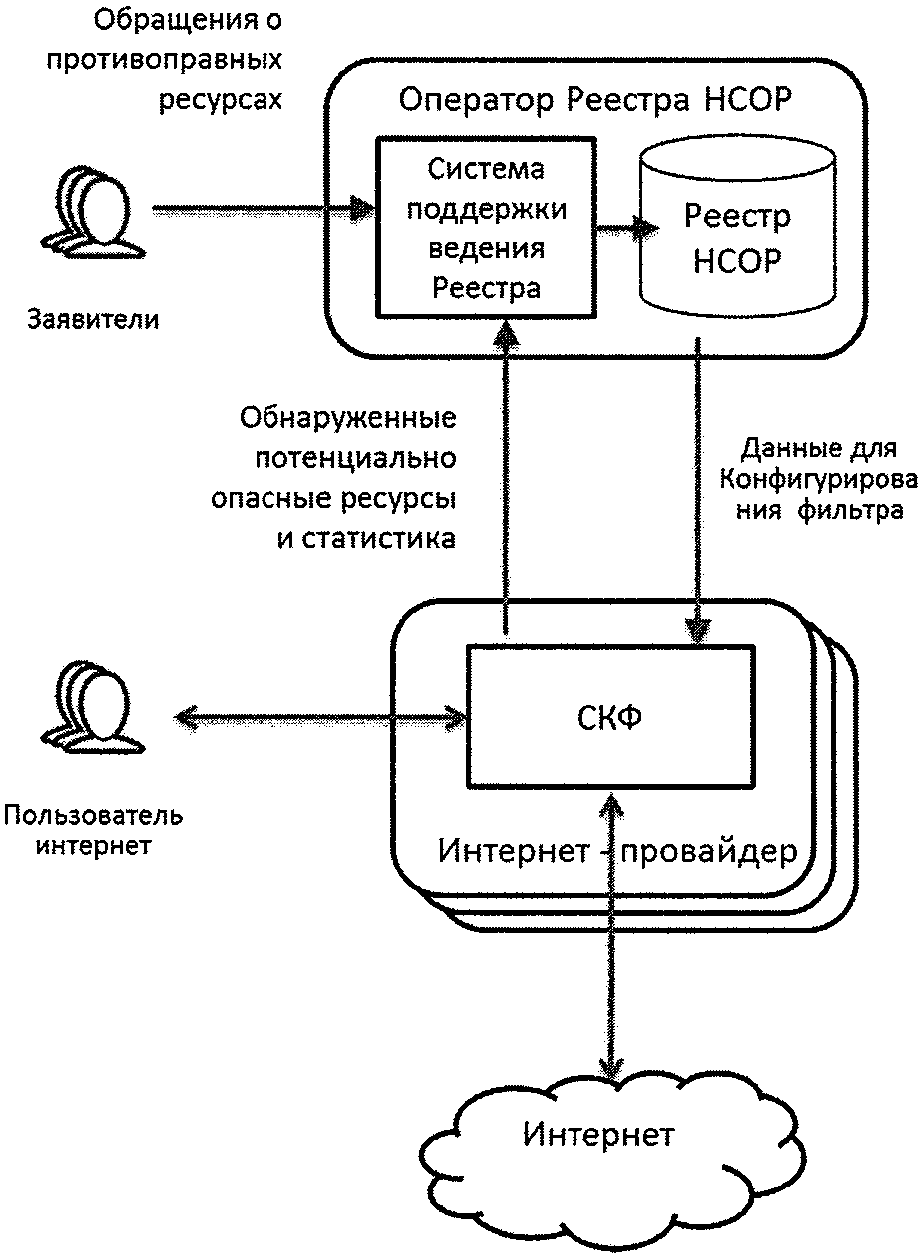 Обращения о
противоправных
ресурсах
Оператор Реестра НСОР
Система
поддержки
ведения
Реестра
Реестр
НСОР
Заявители
Обнаруженные
потенциально
опасные ресурсы
и статистика
Данные для
Конфигурирова
ния фильтра
СКФ
Пользователь
интернет
Интернет - провайдер
Интернет